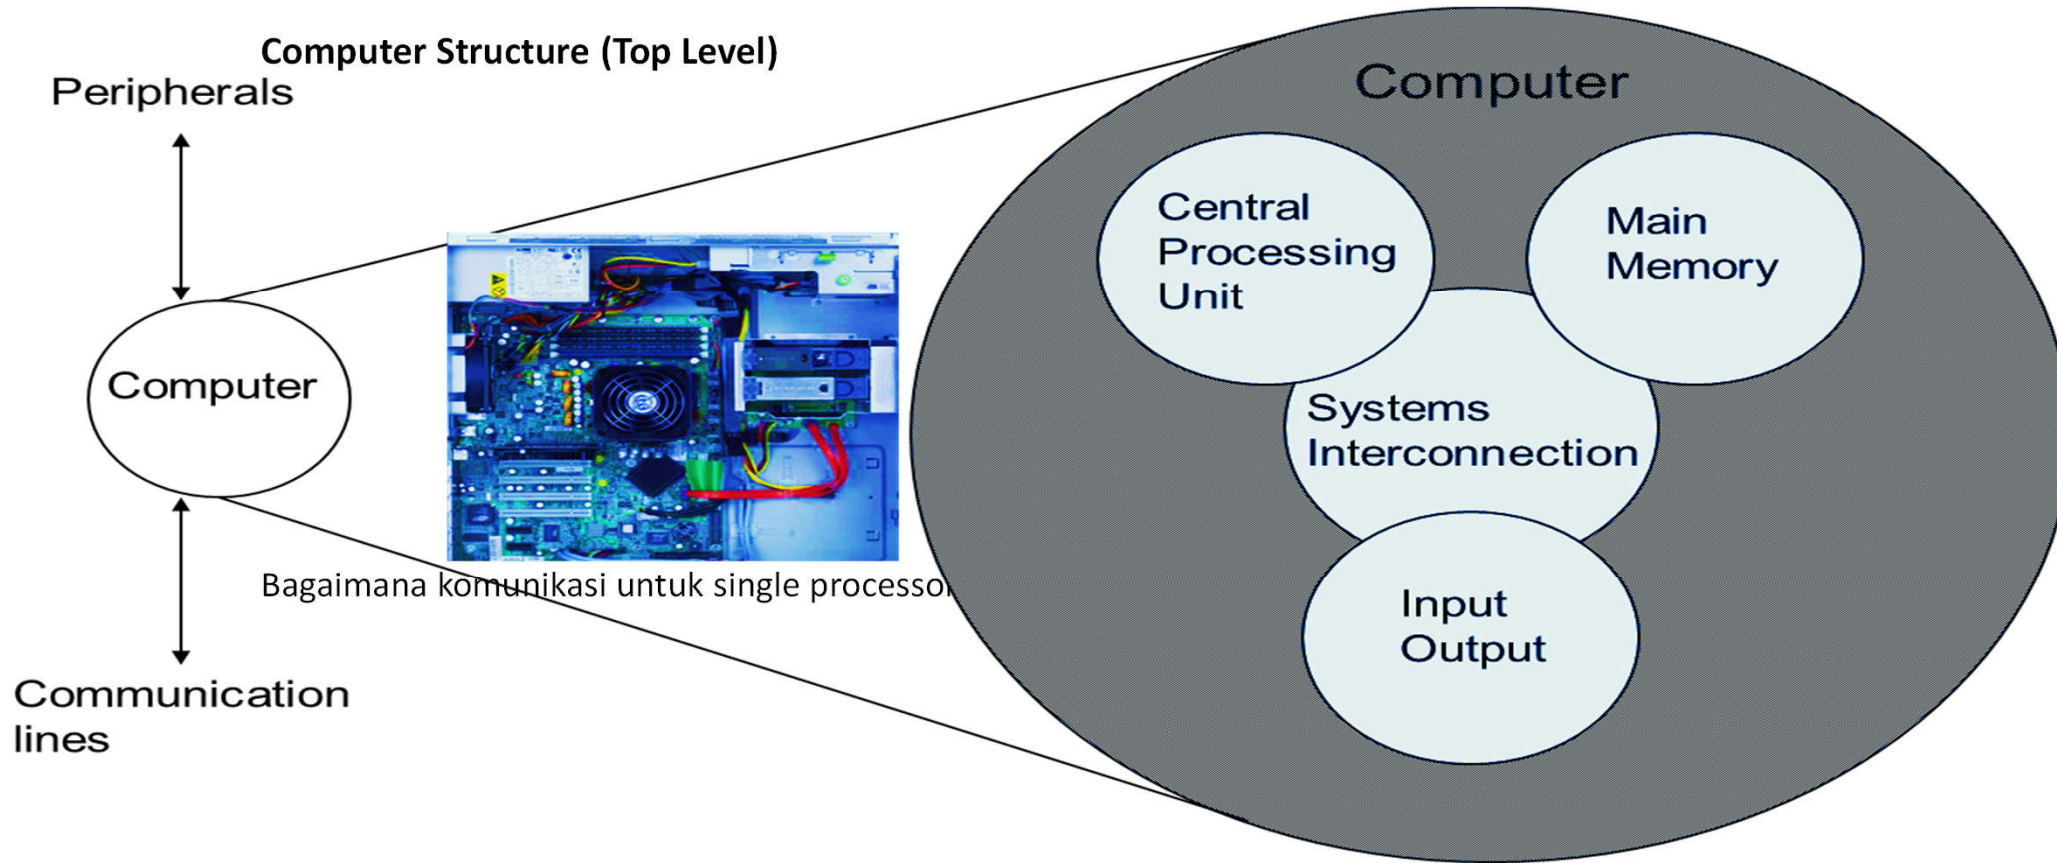 Computer Structure (Top Level)
Peripherals
Computer
Communication
lines
Bagaimana komunikasi untuk single processor
Computer
Central
Processing
Unit
Main
Memory
Systems
Interconnection
Input
Output